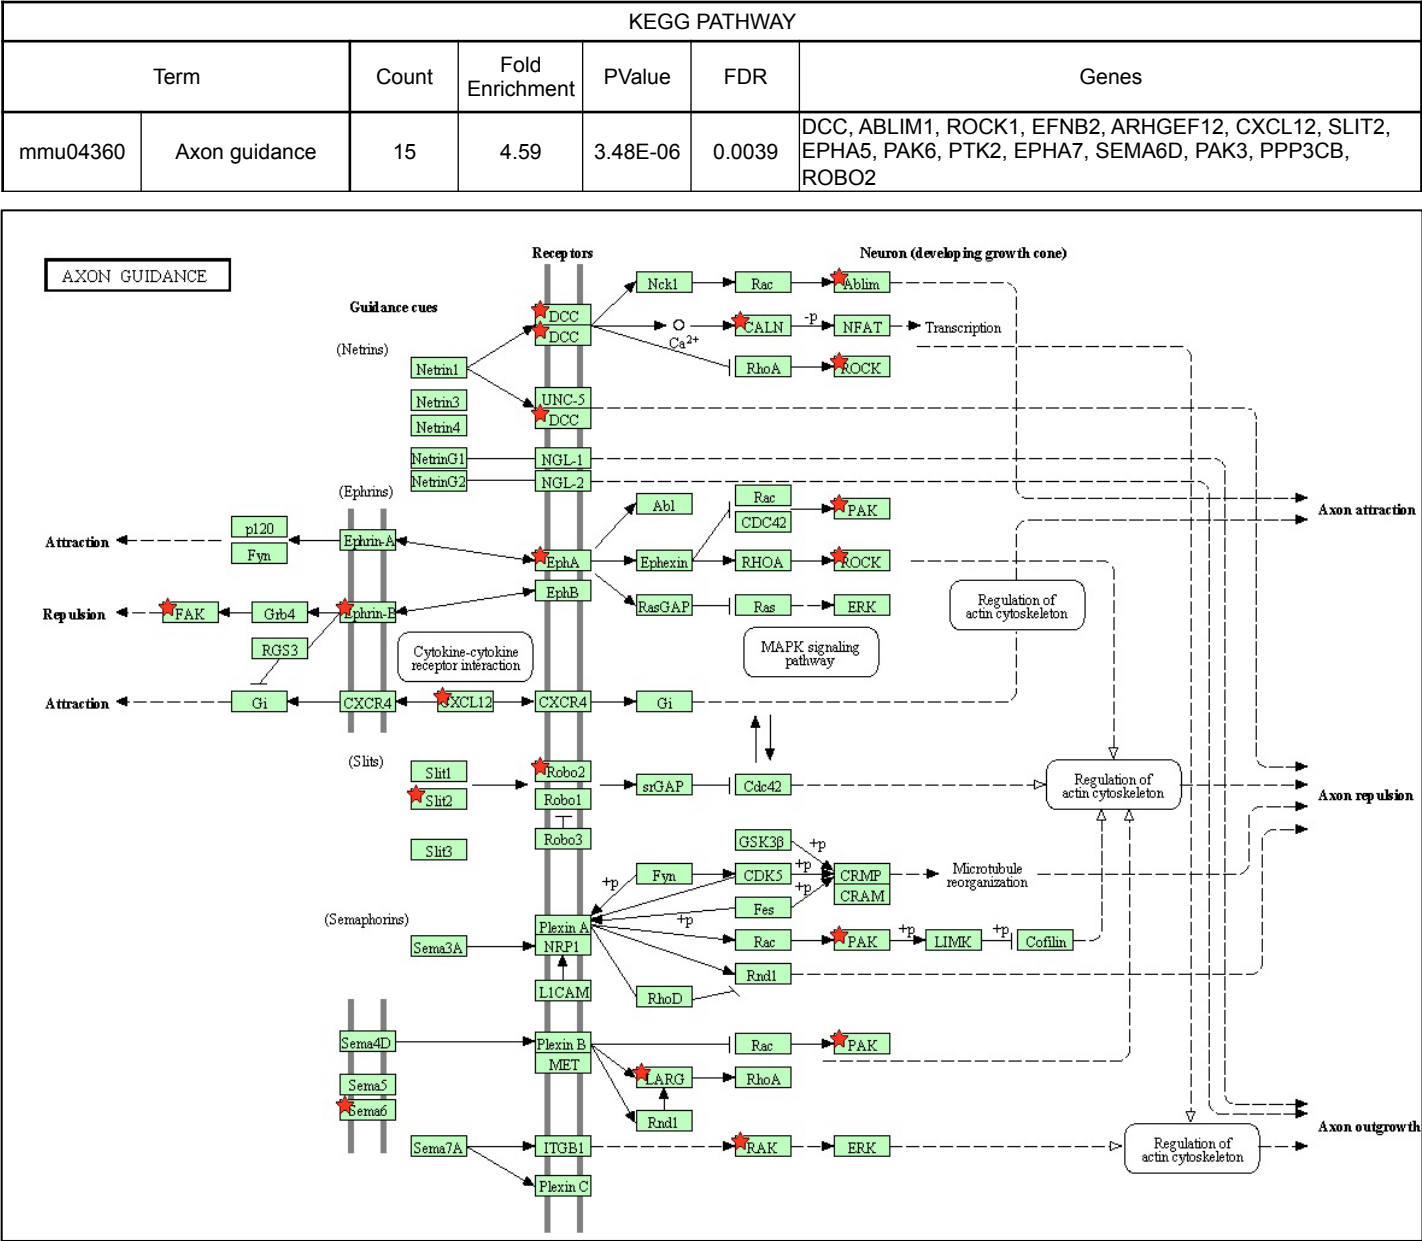 KEGG PATHWAY
Term Count Fold Enrichment PValue FDR Genes
mmu04360 Axon guidance 15 4.59 3.48E-06 0.0039
DCC, ABLIM1, ROCK1, EFNB2, ARHGEF12, CXCL12, SLIT2,
EPHA5, PAK6, PTK2, EPHA7, SEMA6D, PAK3, PPP3CB,
ROBO2
AXON GUIDANCE
Receptors
Neuron (developing growth cone)
Guidance cues
Nck1 Rac Ablim
DCC
DCC
Ca2+
CALN -p NFAT Transcription
(Netrins)
Netrin1
RhoA ROCK
Netrin3
Netrin4
UNC-5
DCC
NetrinG1 NGL-1
NetrinG2 NGL-2
(Ephrins)
Abl Rac
CDC42
PAK
Axon attraction
p120
Fyn
Attraction
Ephrin-A
EphA Ephexin RHOA ROCK
EphB
RasGAP Ras ERK
Regulation of
actin cytoskeleton
Repulsion FAK Grb4 Ephrin-B
RGS3
Cytokine-cytokine
receptor interaction
MAPK signaling
pathway
Attraction Gi CXCR4 CXCL12 CXCR4 Gi
(Slits)
Slit1
Slit2
Slit3
Robo2
Robo1
Robo3
srGAP Cdc42
Regulation of
actin cytoskeleton
Axon repulsion
GSK3β +p
Fyn CDK5 +p CRMP
CRAM
Microtubule
reorganization
+p
Fes +p
+p
(Semaphorins)
Plexin A
Sema3A NRP1
Rac PAK +p LIMK +p Cofilin
Rnd1
L1CAM
RhoD
Sema4D Plexin B
MET
Rac PAK
Sema5
Sema6
LARG RhoA
Rnd1
Sema7A ITGB1 RAK ERK
Plexin C
Regulation of
actin cytoskeleton
Axon outgrowth